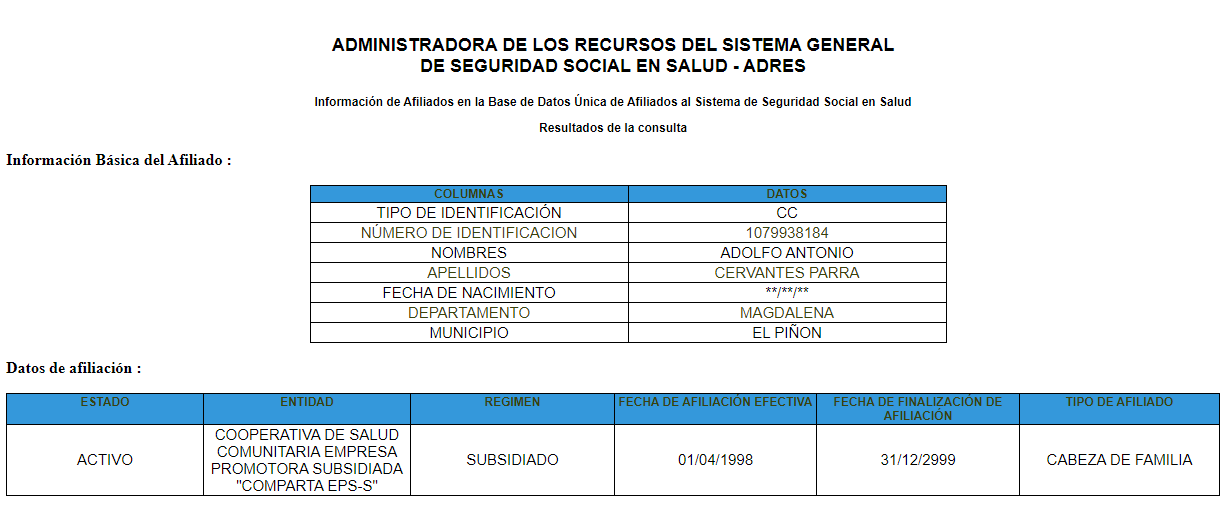 ADMINISTRADORA DE LOS RECURSOS DEL SISTEMA GENERAL
DE SEGURIDAD SOCIAL EN SALUD - ADRES
Información de Afiliados en la Base de Datos Única de Afiliados al Sistema de Seguridad Social en Salud
Resultados de la consulta
Información Básica del Afiliado :
COLUMNAS DATOS
TIPO DE IDENTIFICACIÓN CC
NÚMERO DE IDENTIFICACION 1079938184
NOMBRES ADOLFO ANTONIO
APELLIDOS CERVANTES PARRA
FECHA DE NACIMIENTO **/**/**
DEPARTAMENTO MAGDALENA
MUNICIPIO EL PIÑON
Datos de afiliación :
ESTADO ENTIDAD REGIMEN FECHA DE AFILIACIÓN EFECTIVA FECHA DE FINALIZACIÓN DE TIPO DE AFILIADO
AFILIACIÓN
COOPERATIVA DE SALUD
COMUNITARIA EMPRESA
ACTIVO PROMOTORA SUBSIDIADA SUBSIDIADO 01/04/1998 31/12/2999 CABEZA DE FAMILIA
"COMPARTA EPS-S"